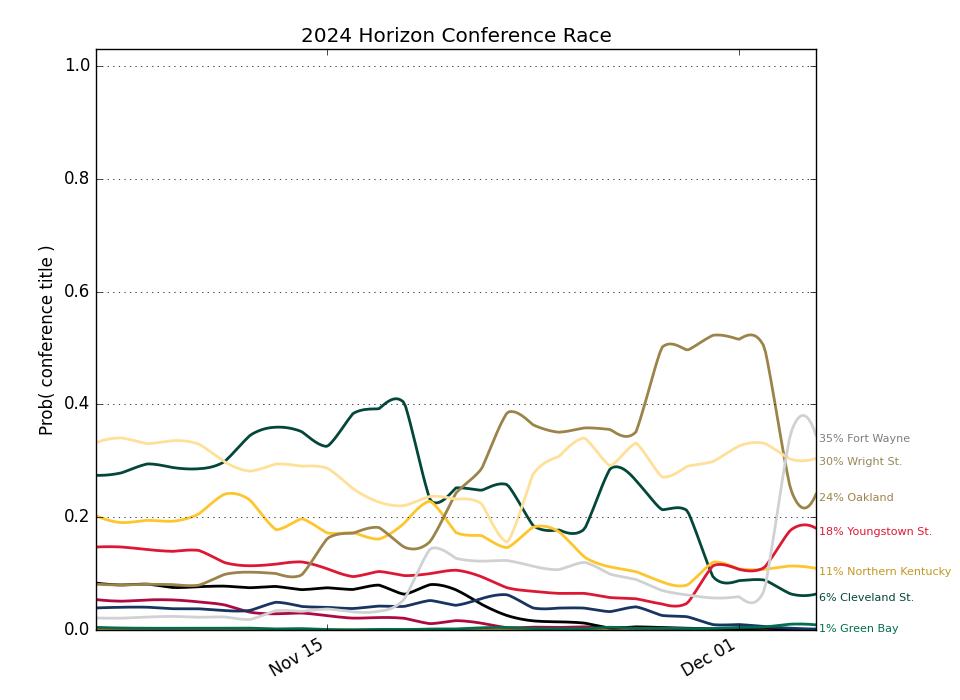 2024 Horizon Conference Race
Prob( conference title )
1.0
0.8
0.6
0.4
0.2
0.0
Nov 15
Dec 01
35% Fort Wayne
30% Wright St.
24% Oakland
18% Youngstown St.
11% Northern Kentucky
6% Cleveland St.
1% Green Bay